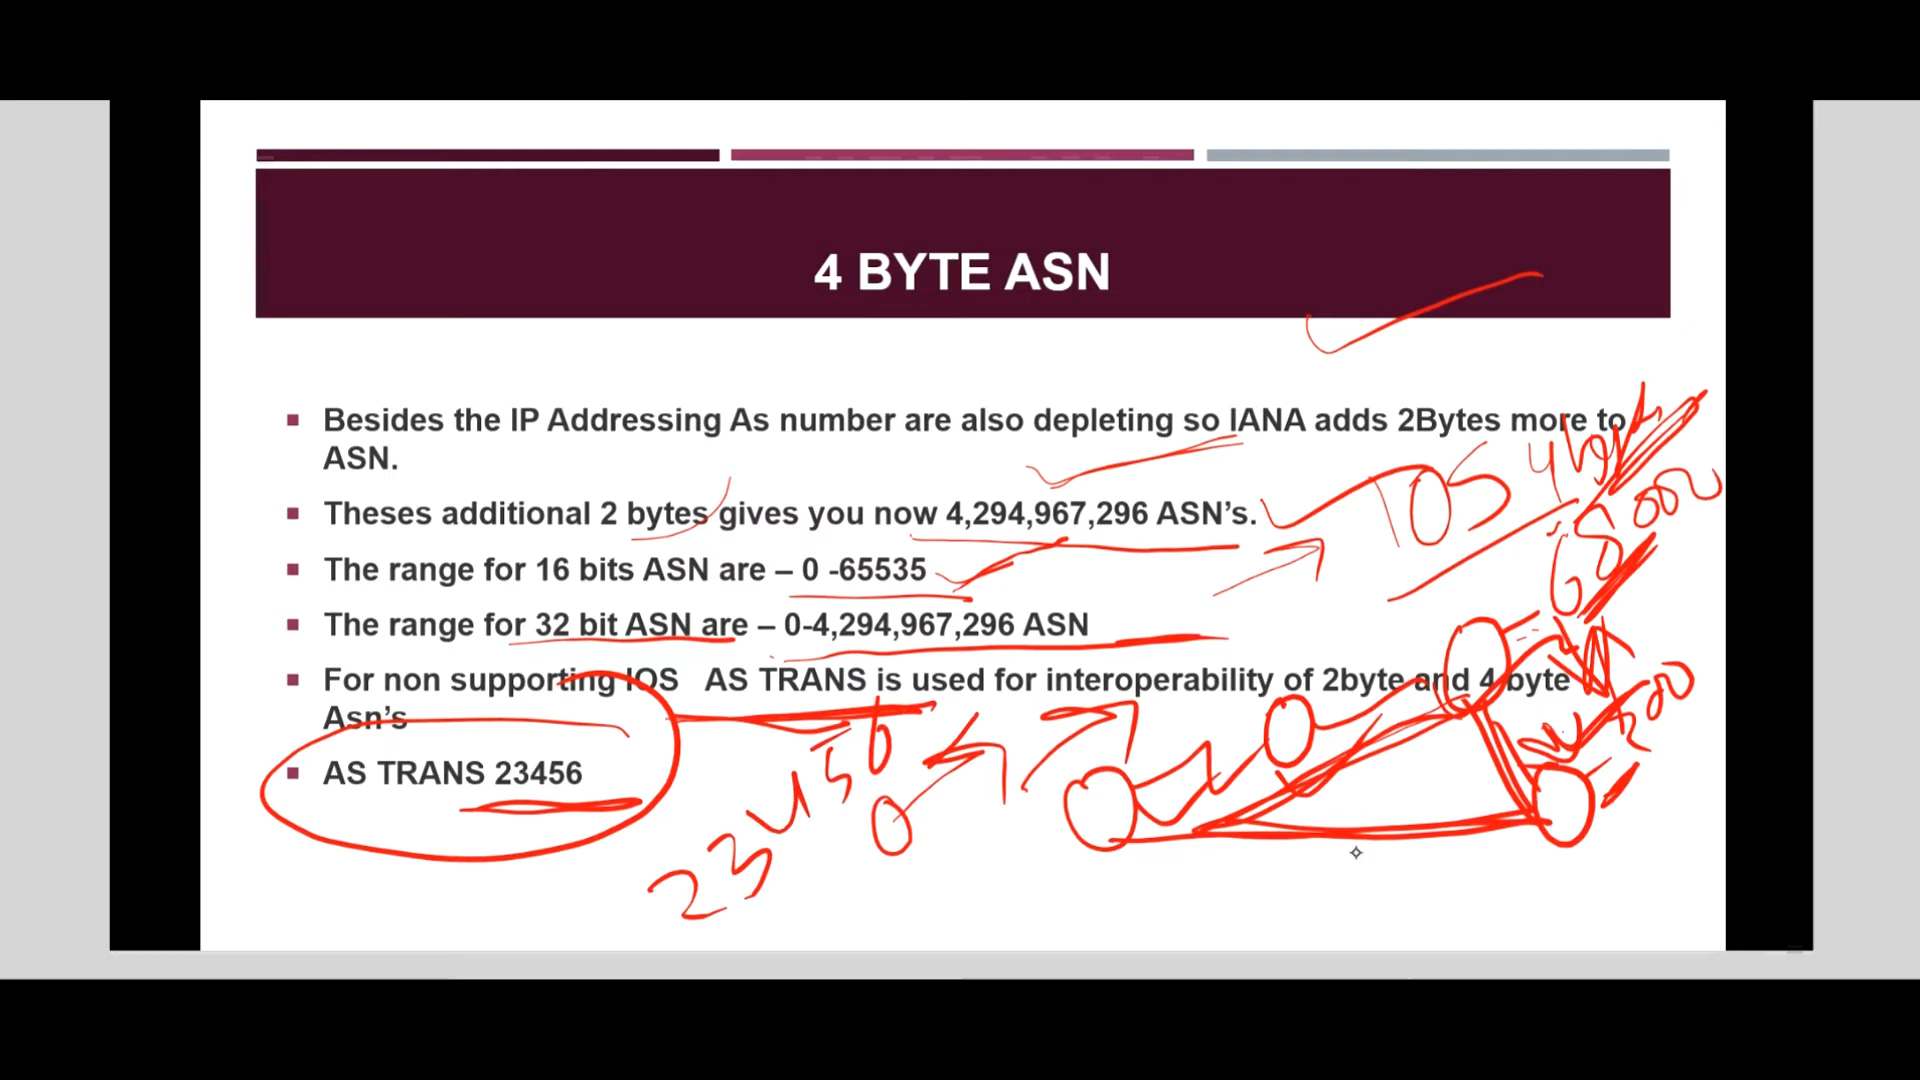 4 BYTE ASN
Besides the IP Addressing As number are also depleting so IANA adds 2Bytes more to
ASN.
Theses additional 2 bytes gives you now 4,294,967,296 ASN's.
The range for 16 bits ASN are – 0 -65535
The range for 32 bit ASN are – 0-4,294,967,296 ASN
For non supporting IOS AS TRANS is used for interoperability of 2byte and 4 byte
Asn's
AS TRANS 23456
IOS
65000
23456